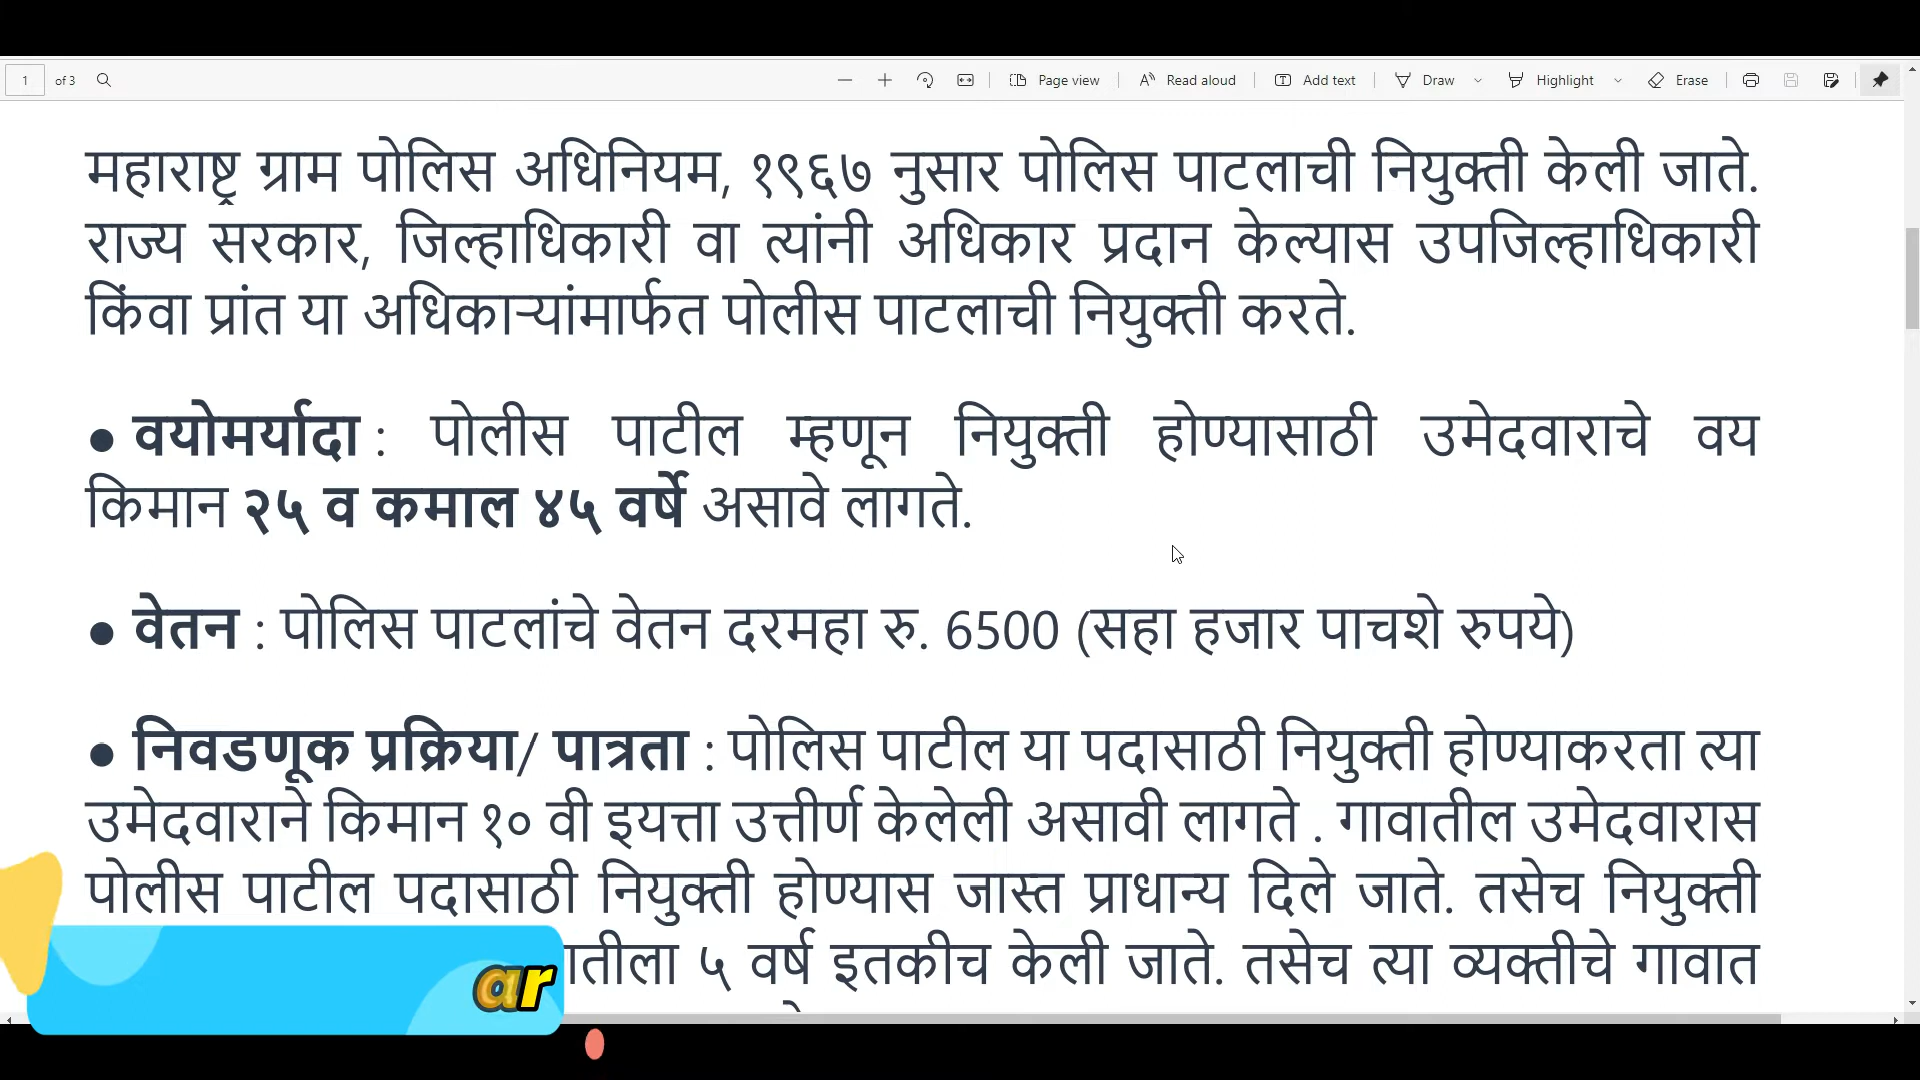 1 of 3 Page view Read aloud Add text Draw Highlight Erase
महाराष्ट्र ग्राम पोलिस अधिनियम, १९६७ नुसार पोलिस पाटलाची नियुक्ती केली जाते.
राज्य सरकार, जिल्हाधिकारी वा त्यांनी अधिकार प्रदान केल्यास उपजिल्हाधिकारी
किंवा प्रांत या अधिकाऱ्यांमार्फत पोलीस पाटलाची नियुक्ती करते.
● वयोमर्यादा : पोलीस पाटील म्हणून नियुक्ती होण्यासाठी उमेदवाराचे वय
किमान २५ व कमाल ४५ वर्षे असावे लागते.
● वेतन : पोलिस पाटलांचे वेतन दरमहा रु. 6500 (सहा हजार पाचशे रुपये)
● निवडणूक प्रक्रिया/ पात्रता : पोलिस पाटील या पदासाठी नियुक्ती होण्याकरता त्या
उमेदवाराने किमान १० वी इयत्ता उत्तीर्ण केलेली असावी लागते . गावातील उमेदवारास
पोलीस पाटील पदासाठी नियुक्ती होण्यास जास्त प्राधान्य दिले जाते. तसेच नियुक्ती
तीला ५ वर्ष इतकीच केली जाते. तसेच त्या व्यक्तीचे गावात
ar